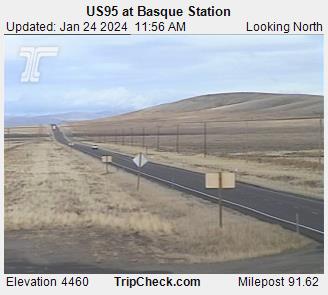 US95 at Basque Station
Updated: Jan 24 2024 11:56 AM Looking North
Elevation 4460 TripCheck.com Milepost 91.62